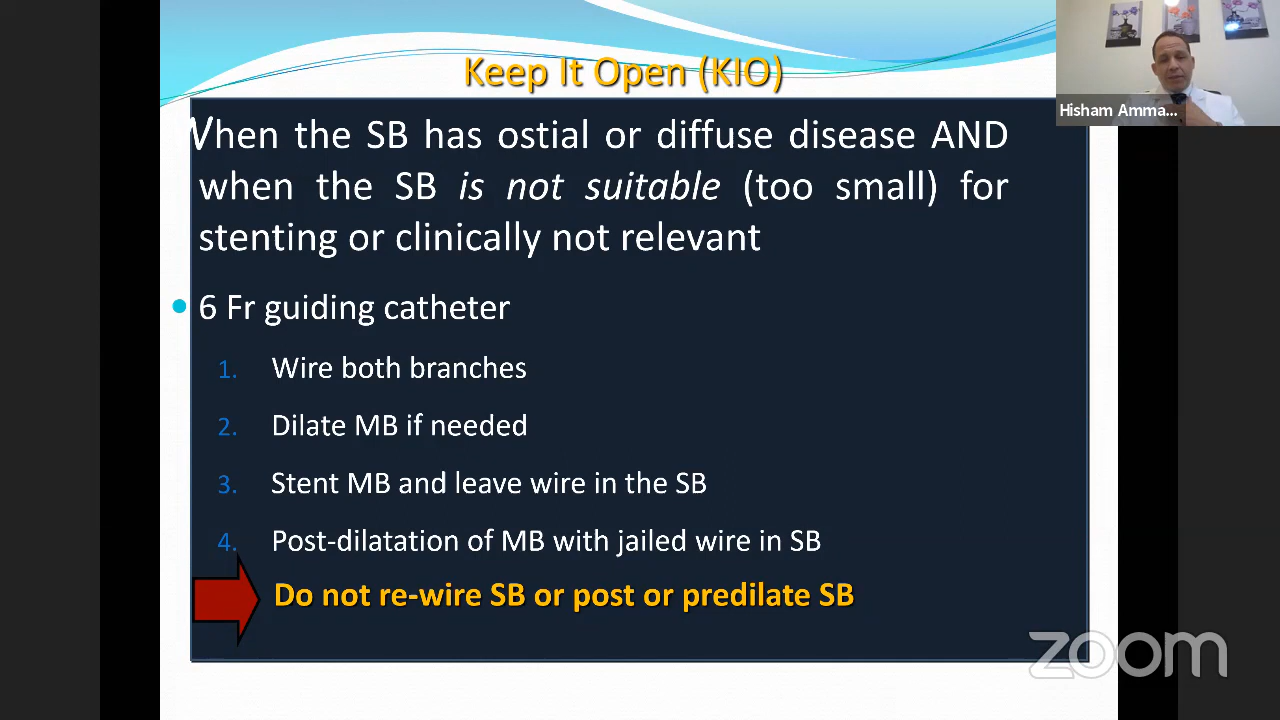 Keep It Open (KIO)
Hisham Amma...
When the SB has ostial or diffuse disease AND
when the SB is not suitable (too small) for
stenting or clinically not relevant
• 6 Fr guiding catheter
1. Wire both branches
2. Dilate MB if needed
3. Stent MB and leave wire in the SB
4. Post-dilatation of MB with jailed wire in SB
Do not re-wire SB or post or predilate SB
zoom